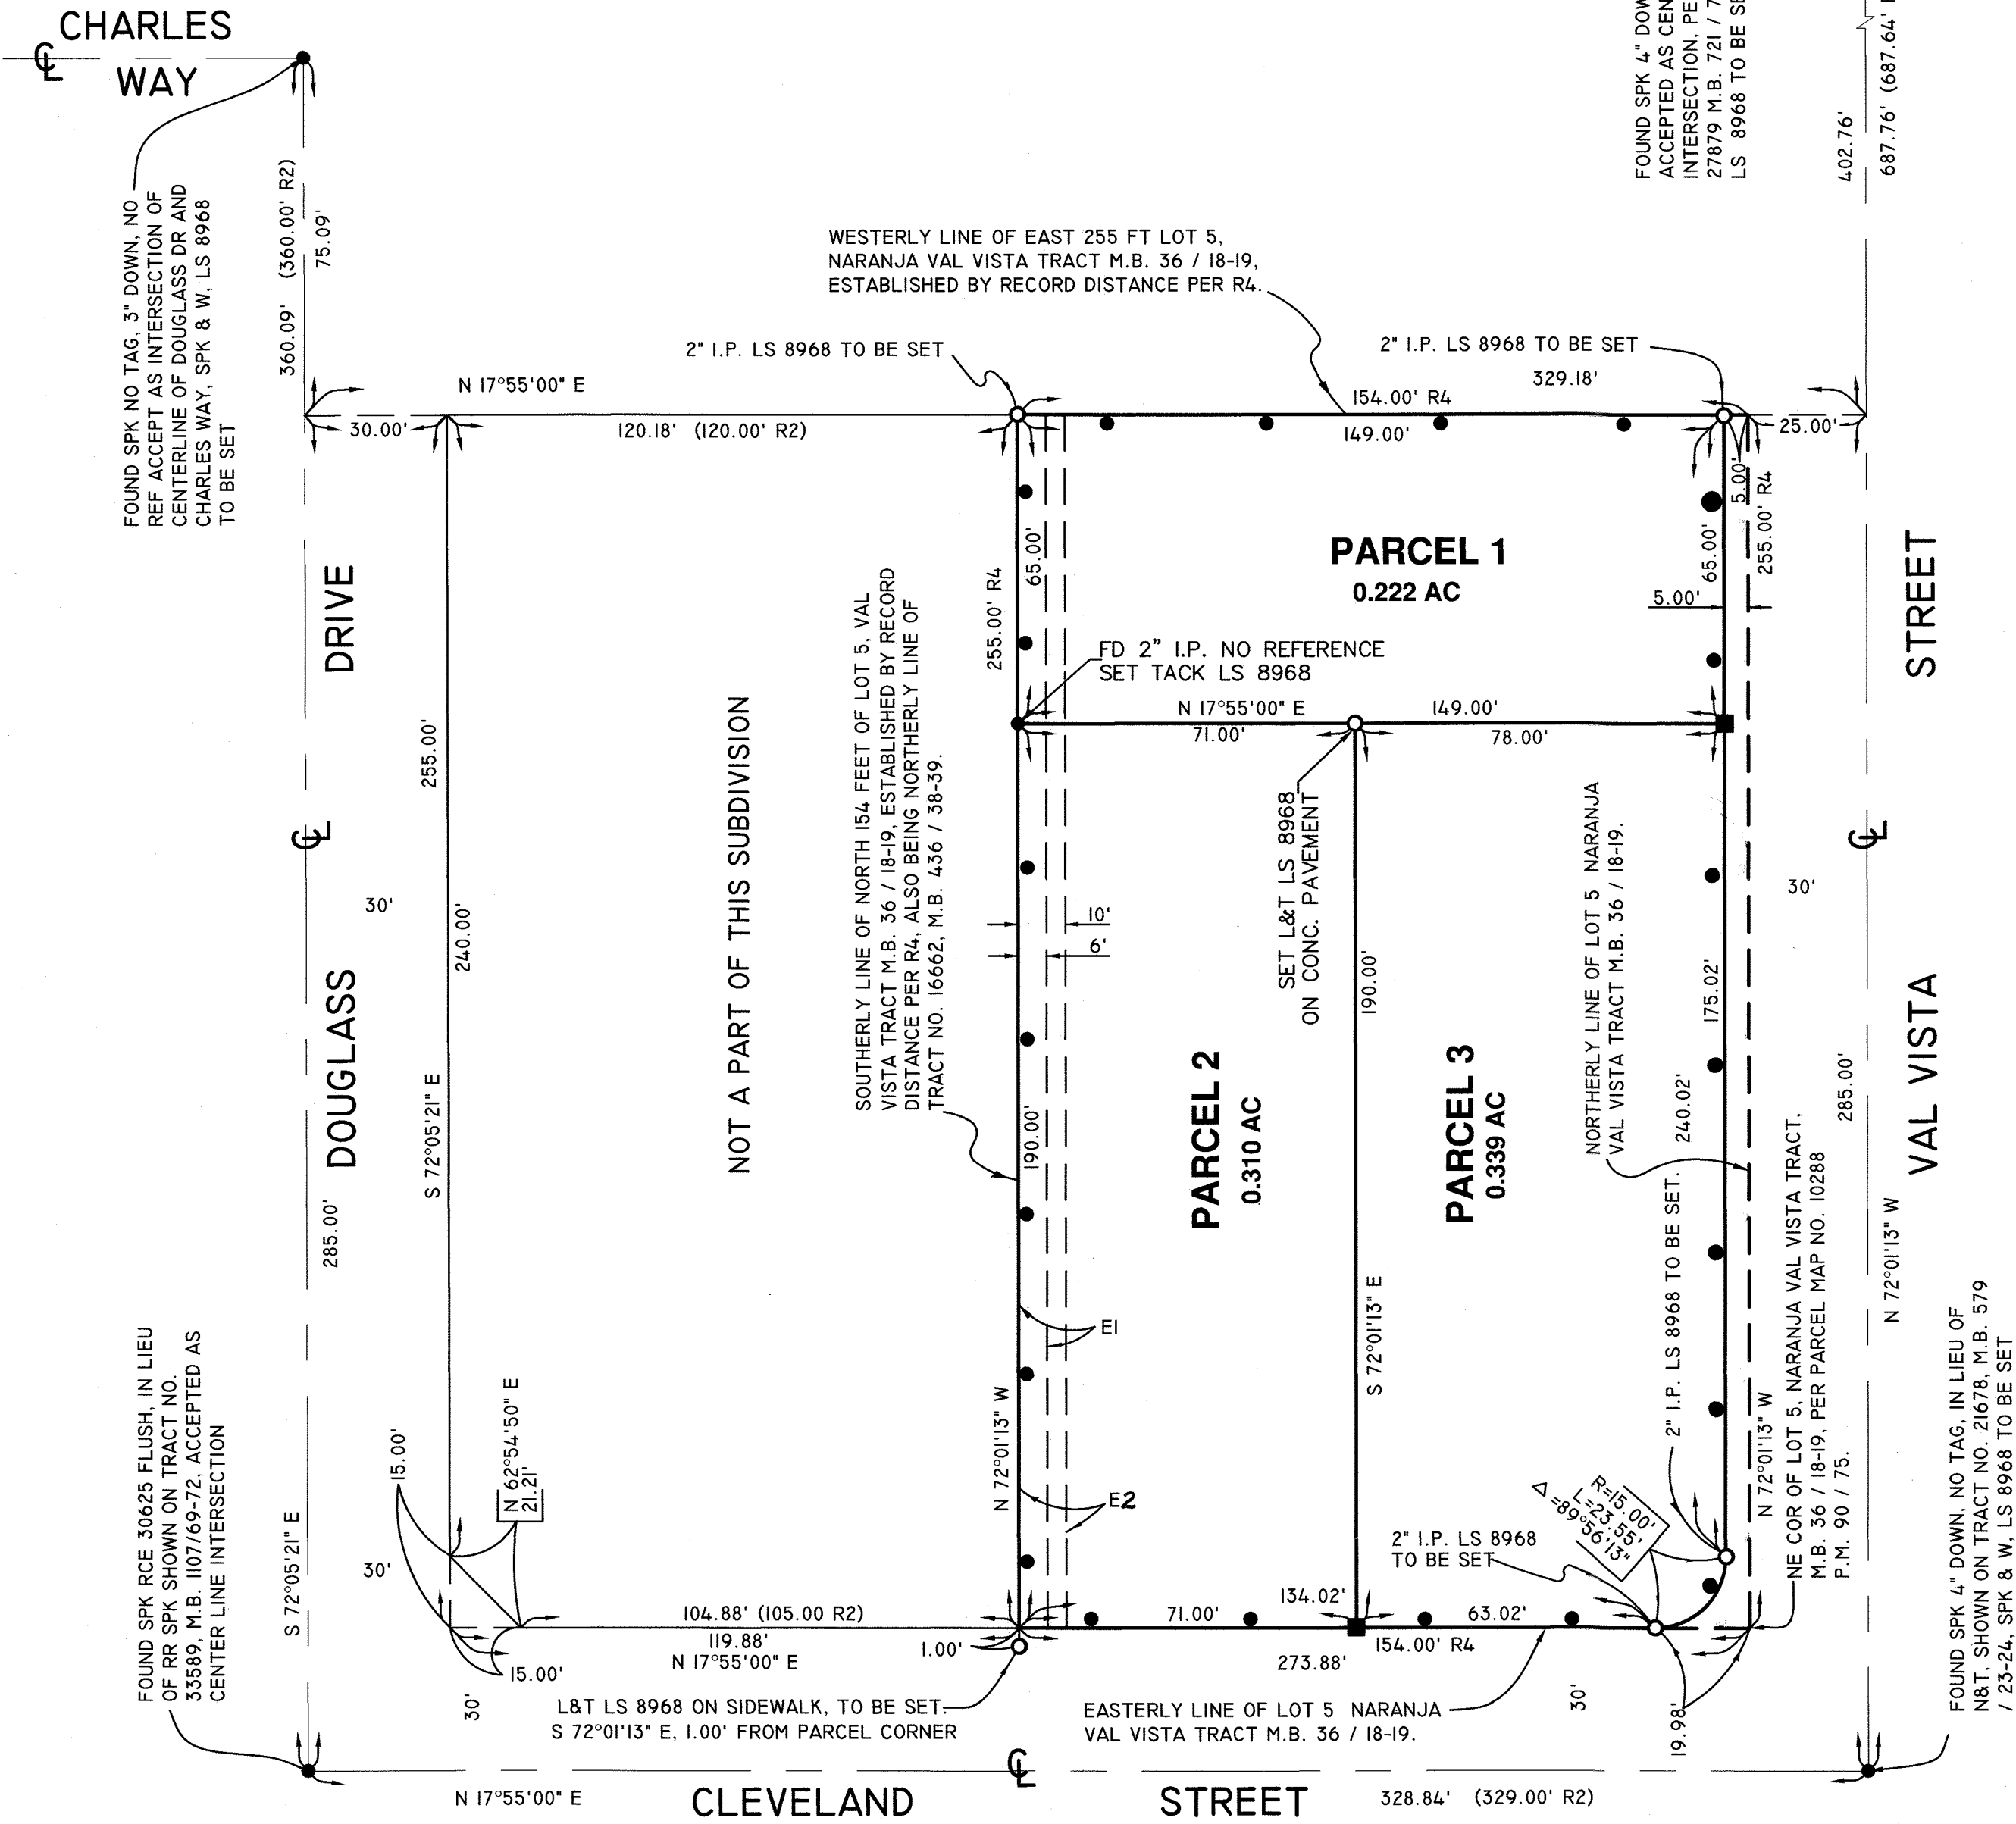 CHARLES
WAY
℄
FOUND SPK NO TAG, 3" DOWN, NO
REF ACCEPT AS INTERSECTION OF
CENTERLINE OF DOUGLASS DR AND
CHARLES WAY, SPK & W, LS 8968
TO BE SET
360.09' (360.00' R2)
75.09'
FOUND SPK 4" DOW
ACCEPTED AS CEN
INTERSECTION, PE
27879 M.B. 721 / 7
LS 8968 TO BE SE
402.76'
687.76' (687.64'
WESTERLY LINE OF EAST 255 FT LOT 5,
NARANJA VAL VISTA TRACT M.B. 36 / 18-19,
ESTABLISHED BY RECORD DISTANCE PER R4.
2" I.P. LS 8968 TO BE SET
2" I.P. LS 8968 TO BE SET
329.18'
N 17°55'00" E
154.00' R4
30.00'
120.18' (120.00' R2)
149.00'
25.00'
5.00'
65.00'
255.00' R4
5.00'
PARCEL 1
0.222 AC
65.00'
255.00' R4
FD 2" I.P. NO REFERENCE
SET TACK LS 8968
N 17°55'00" E
149.00'
71.00'
78.00'
DRIVE
℄
DOUGLASS
30'
285.00'
S 72°05'21" E
255.00'
240.00'
S 72°05'21" E
NOT A PART OF THIS SUBDIVISION
SOUTHERLY LINE OF NORTH 154 FEET OF LOT 5, VAL
VISTA TRACT M.B. 36 / 18-19, ESTABLISHED BY RECORD
DISTANCE PER R4, ALSO BEING NORTHERLY LINE OF
TRACT NO. 16662, M.B. 436 / 38-39.
10'
6'
190.00'
N 72°01'13" W
E1
E2
SET L&T LS 8968
ON CONC. PAVEMENT
190.00'
S 72°01'13" E
PARCEL 2
0.310 AC
PARCEL 3
0.339 AC
NORTHERLY LINE OF LOT 5 NARANJA
VAL VISTA TRACT M.B. 36 / 18-19.
175.02'
240.02'
2" I.P. LS 8968 TO BE SET.
STREET
℄
VAL VISTA
30'
285.00'
N 72°01'13" W
N 72°01'13" W
NE COR OF LOT 5, NARANJA VAL VISTA TRACT,
M.B. 36 / 18-19, PER PARCEL MAP NO. 10288
P.M. 90 / 75.
FOUND SPK 4" DOWN, NO TAG, IN LIEU OF
N&T, SHOWN ON TRACT NO. 21678, M.B. 579
/ 23-24, SPK & W, LS 8968 TO BE SET
R=15.00'
L=23.55'
Δ=89°56'13"
2" I.P. LS 8968
TO BE SET
FOUND SPK RCE 30625 FLUSH, IN LIEU
OF RR SPK SHOWN ON TRACT NO.
33589, M.B. 1107/69-72, ACCEPTED AS
CENTER LINE INTERSECTION
15.00'
N 62°54'50" E
21.21'
30'
104.88' (105.00 R2)
119.88'
N 17°55'00" E
15.00'
1.00'
71.00'
134.02'
63.02'
154.00' R4
273.88'
19.98'
30'
30'
L&T LS 8968 ON SIDEWALK, TO BE SET.
S 72°01'13" E, 1.00' FROM PARCEL CORNER
EASTERLY LINE OF LOT 5 NARANJA
VAL VISTA TRACT M.B. 36 / 18-19.
℄
N 17°55'00" E
CLEVELAND STREET
328.84' (329.00' R2)